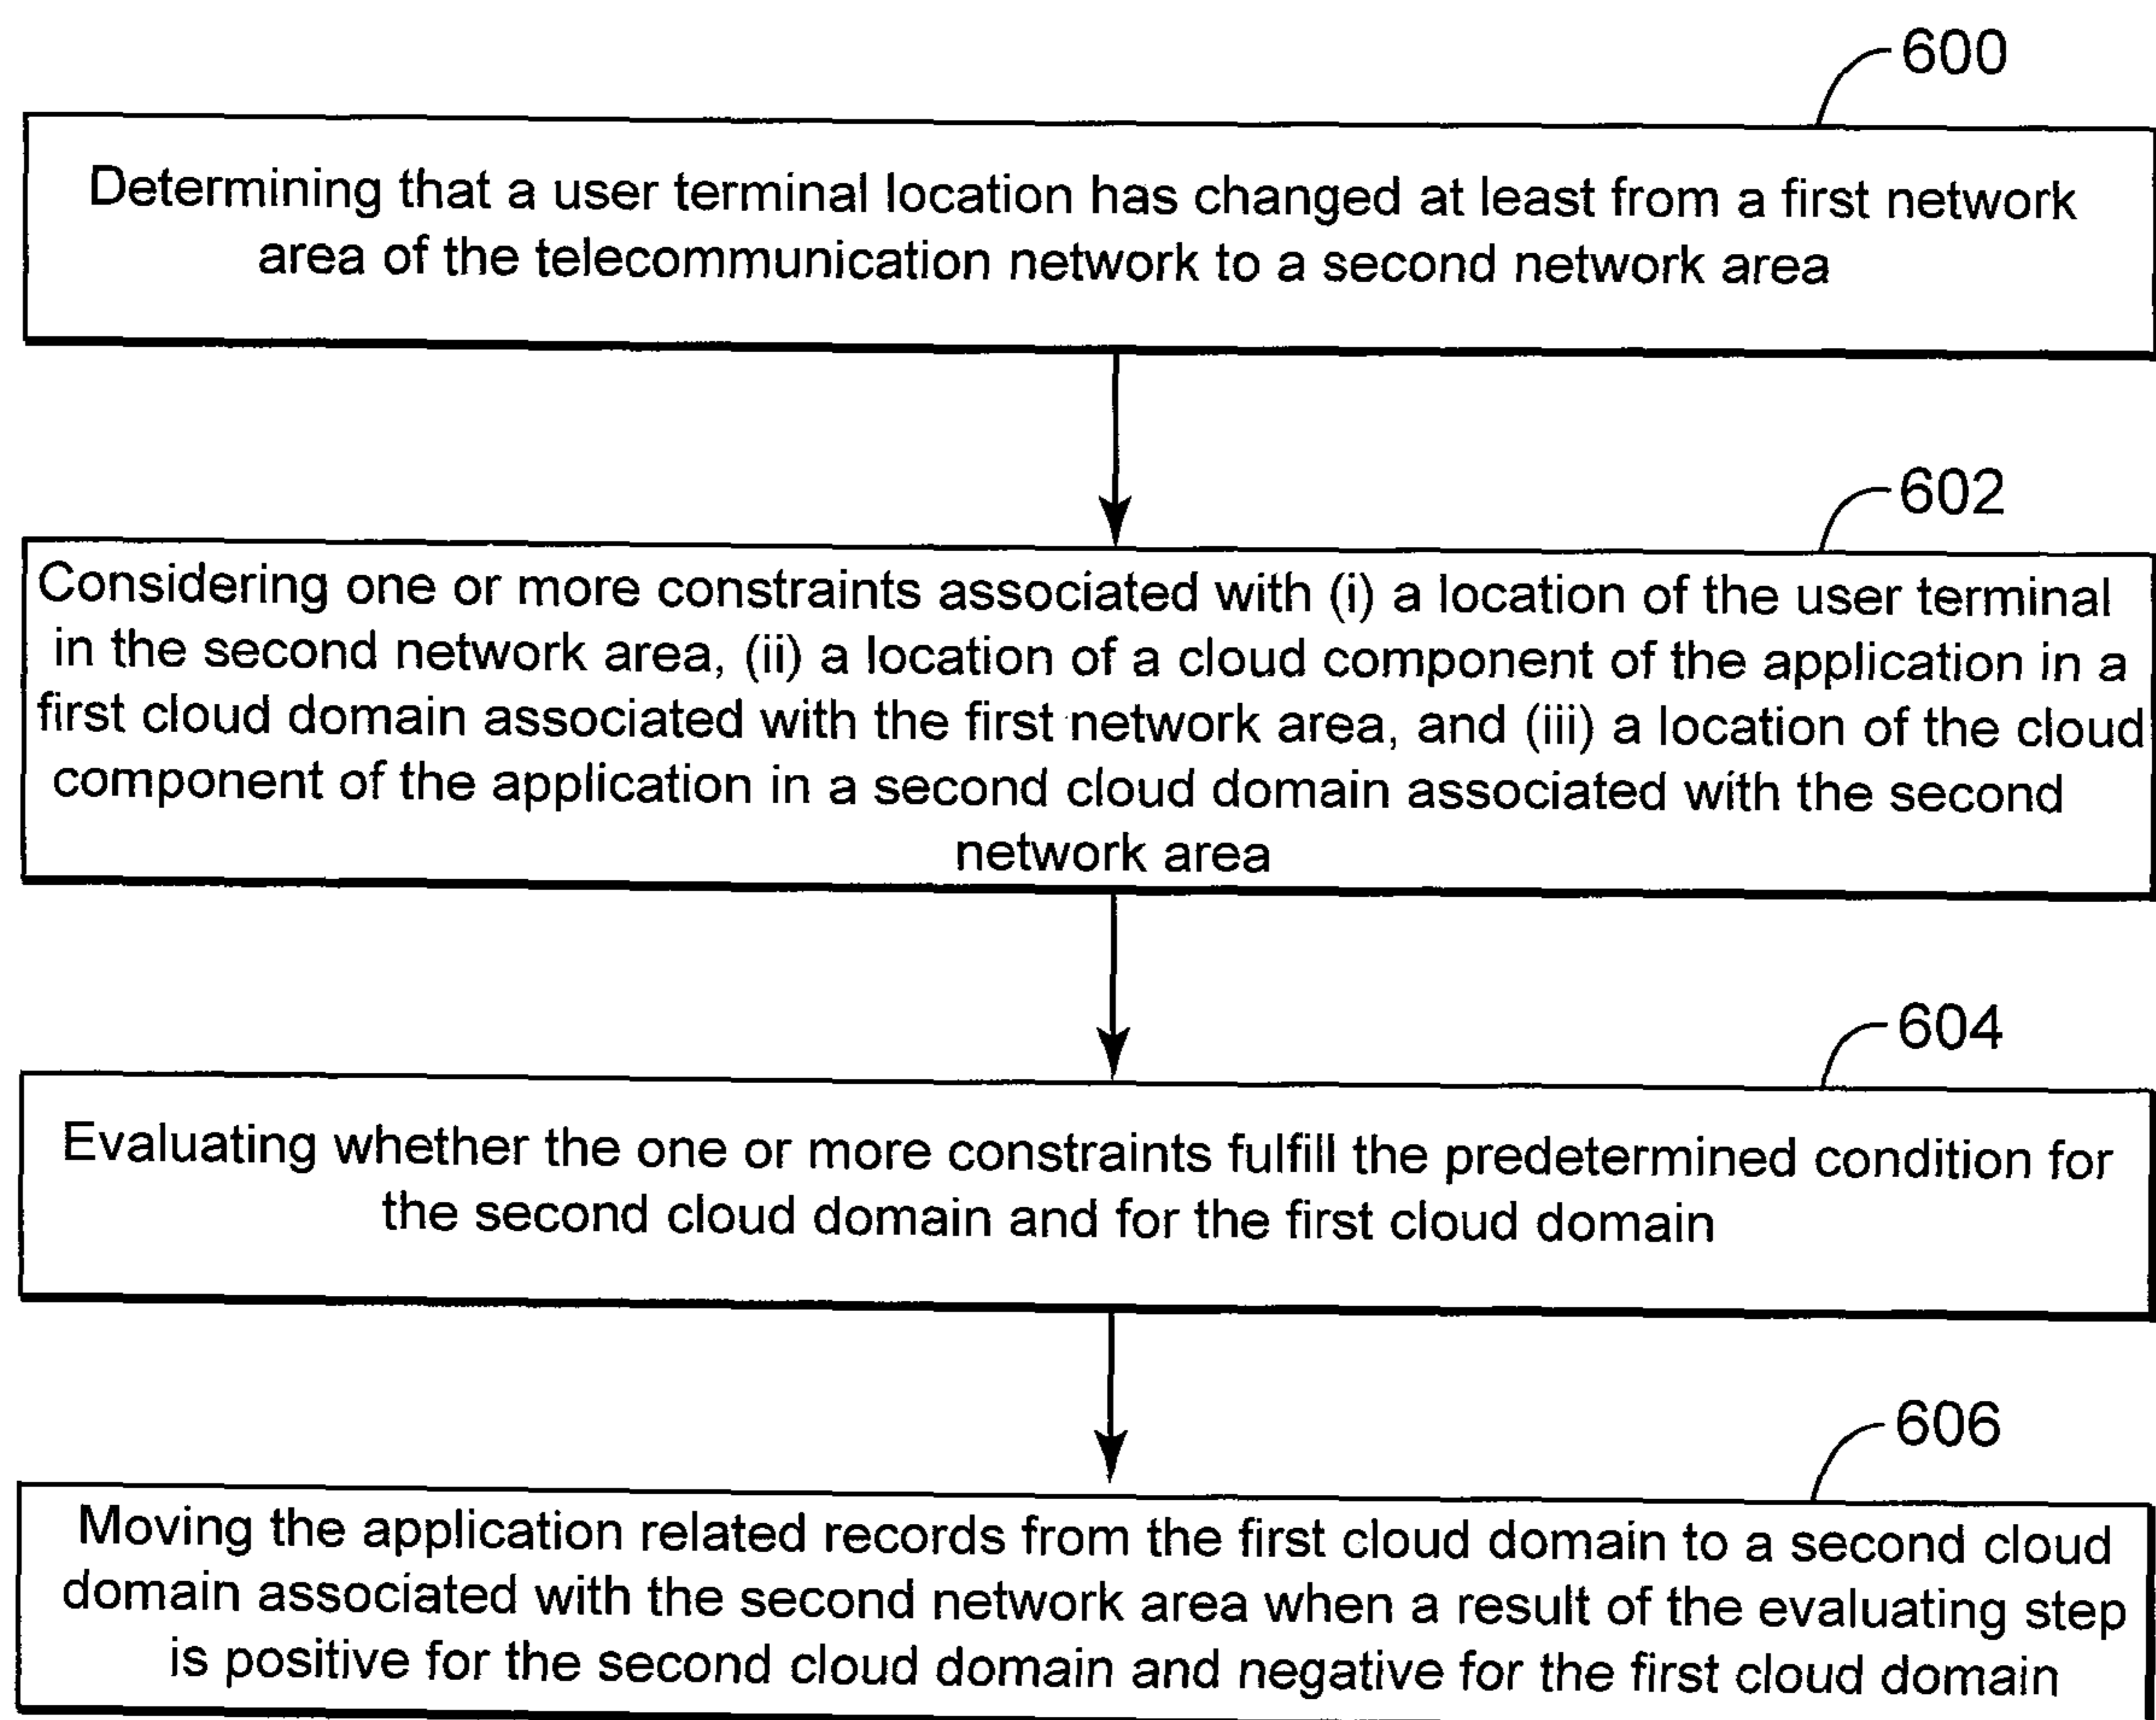 600
Determining that a user terminal location has changed at least from a first network
area of the telecommunication network to a second network area
602
Considering one or more constraints associated with (i) a location of the user terminal
in the second network area, (ii) a location of a cloud component of the application in a
first cloud domain associated with the first network area, and (iii) a location of the cloud
component of the application in a second cloud domain associated with the second
network area
604
Evaluating whether the one or more constraints fulfill the predetermined condition for
the second cloud domain and for the first cloud domain
606
Moving the application related records from the first cloud domain to a second cloud
domain associated with the second network area when a result of the evaluating step
is positive for the second cloud domain and negative for the first cloud domain